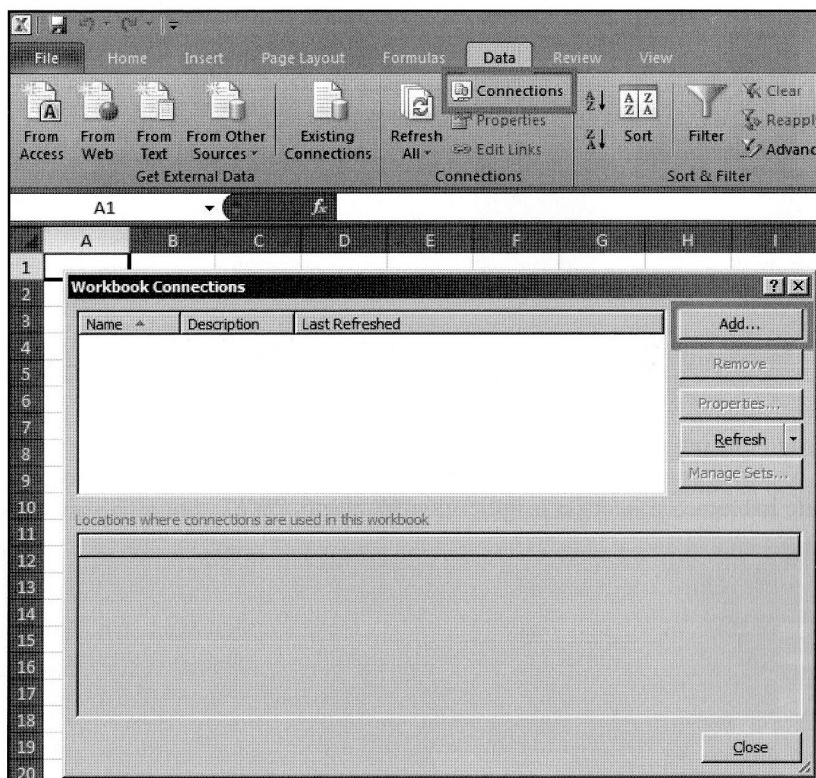 File Home Insert Page Layout Formulas Data Review View
From Access
From Web
From Text
From Other Sources
Existing Connections
Get External Data
Refresh All
Connections
Properties
Edit Links
Connections
A Z
Z A
A Z Z A
Sort
Filter
Clear
Reapply
Advanc
Sort & Filter
A1 fx
A B C D E F G H I
1
2
3
4
5
6
7
8
9
10
11
12
13
14
15
16
17
18
19
20
Workbook Connections ? X
Name Description Last Refreshed
Add...
Remove
Properties...
Refresh
Manage Sets...
Locations where connections are used in this workbook
Close